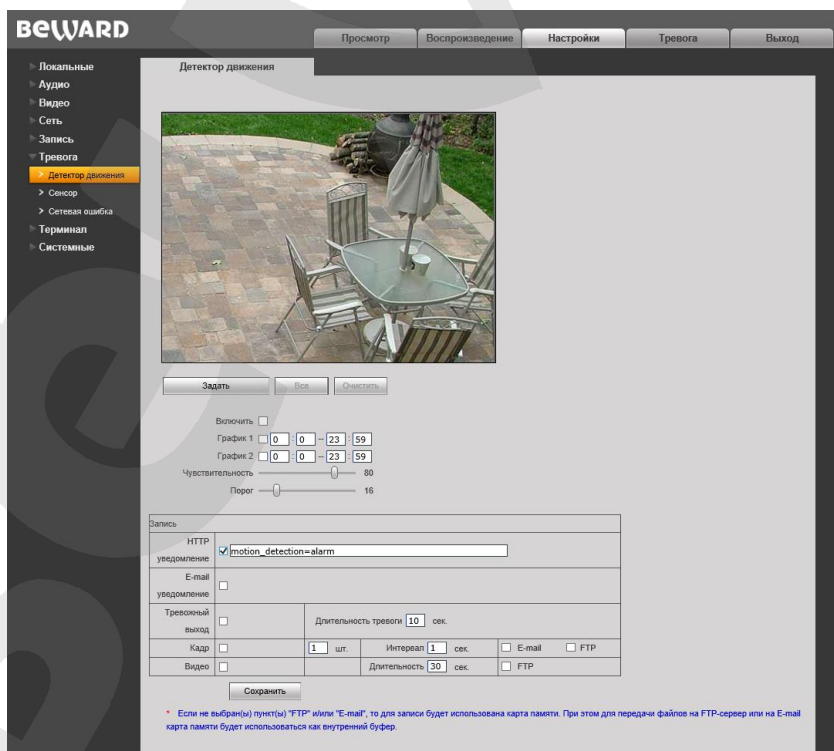 BEWARD
Просмотр Воспроизведение Настройки Тревога Выход
Локальные
Аудио
Видео
Сеть
Запись
Тревога
Детектор движения
Сенсор
Сетевая ошибка
Терминал
Системные
Детектор движения
Задать Все Очистить
Включить
График 1 0 : 0 -- 23 : 59
График 2 0 : 0 -- 23 : 59
Чувствительность 80
Порог 16
Запись
HTTP
уведомление
motion_detection=alarm
E-mail
уведомление
Тревожный
выход
Длительность тревоги 10 сек.
Кадр 1 шт. Интервал 1 сек. E-mail FTP
Видео Длительность 30 сек. FTP
Сохранить
* Если не выбран(ы) пункт(ы) "FTP" и/или "E-mail", то для записи будет использована карта памяти. При этом для передачи файлов на FTP-сервер или на E-mail
карта памяти будет использоваться как внутренний буфер.